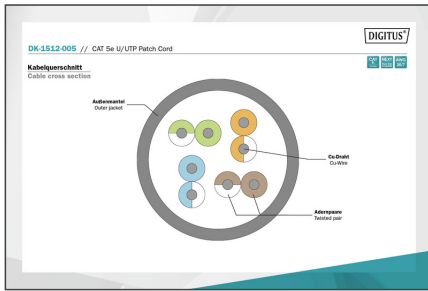 DIGITUS®
DK-1512-005 // CAT 5e U/UTP Patch Cord
Kabelquerschnitt
Cable cross section
Außenmantel
Outer jacket
Cu-Draht
Cu-Wire
Adernpaare
Twisted pair